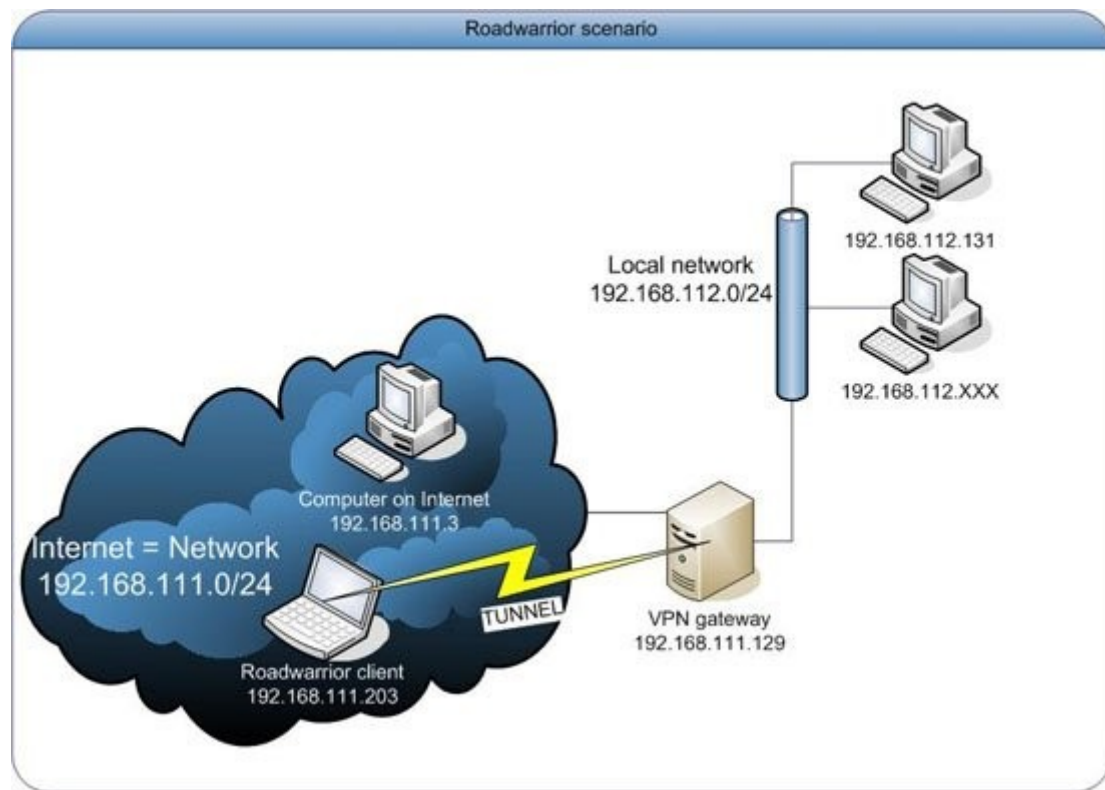 Roadwarrior scenario
192.168.112.131
Local network
192.168.112.0/24
192.168.112.XXX
Computer on Internet
192.168.111.3
Internet = Network
192.168.111.0/24
TUNNEL
VPN gateway
192.168.111.129
Roadwarrior client
192.168.111.203